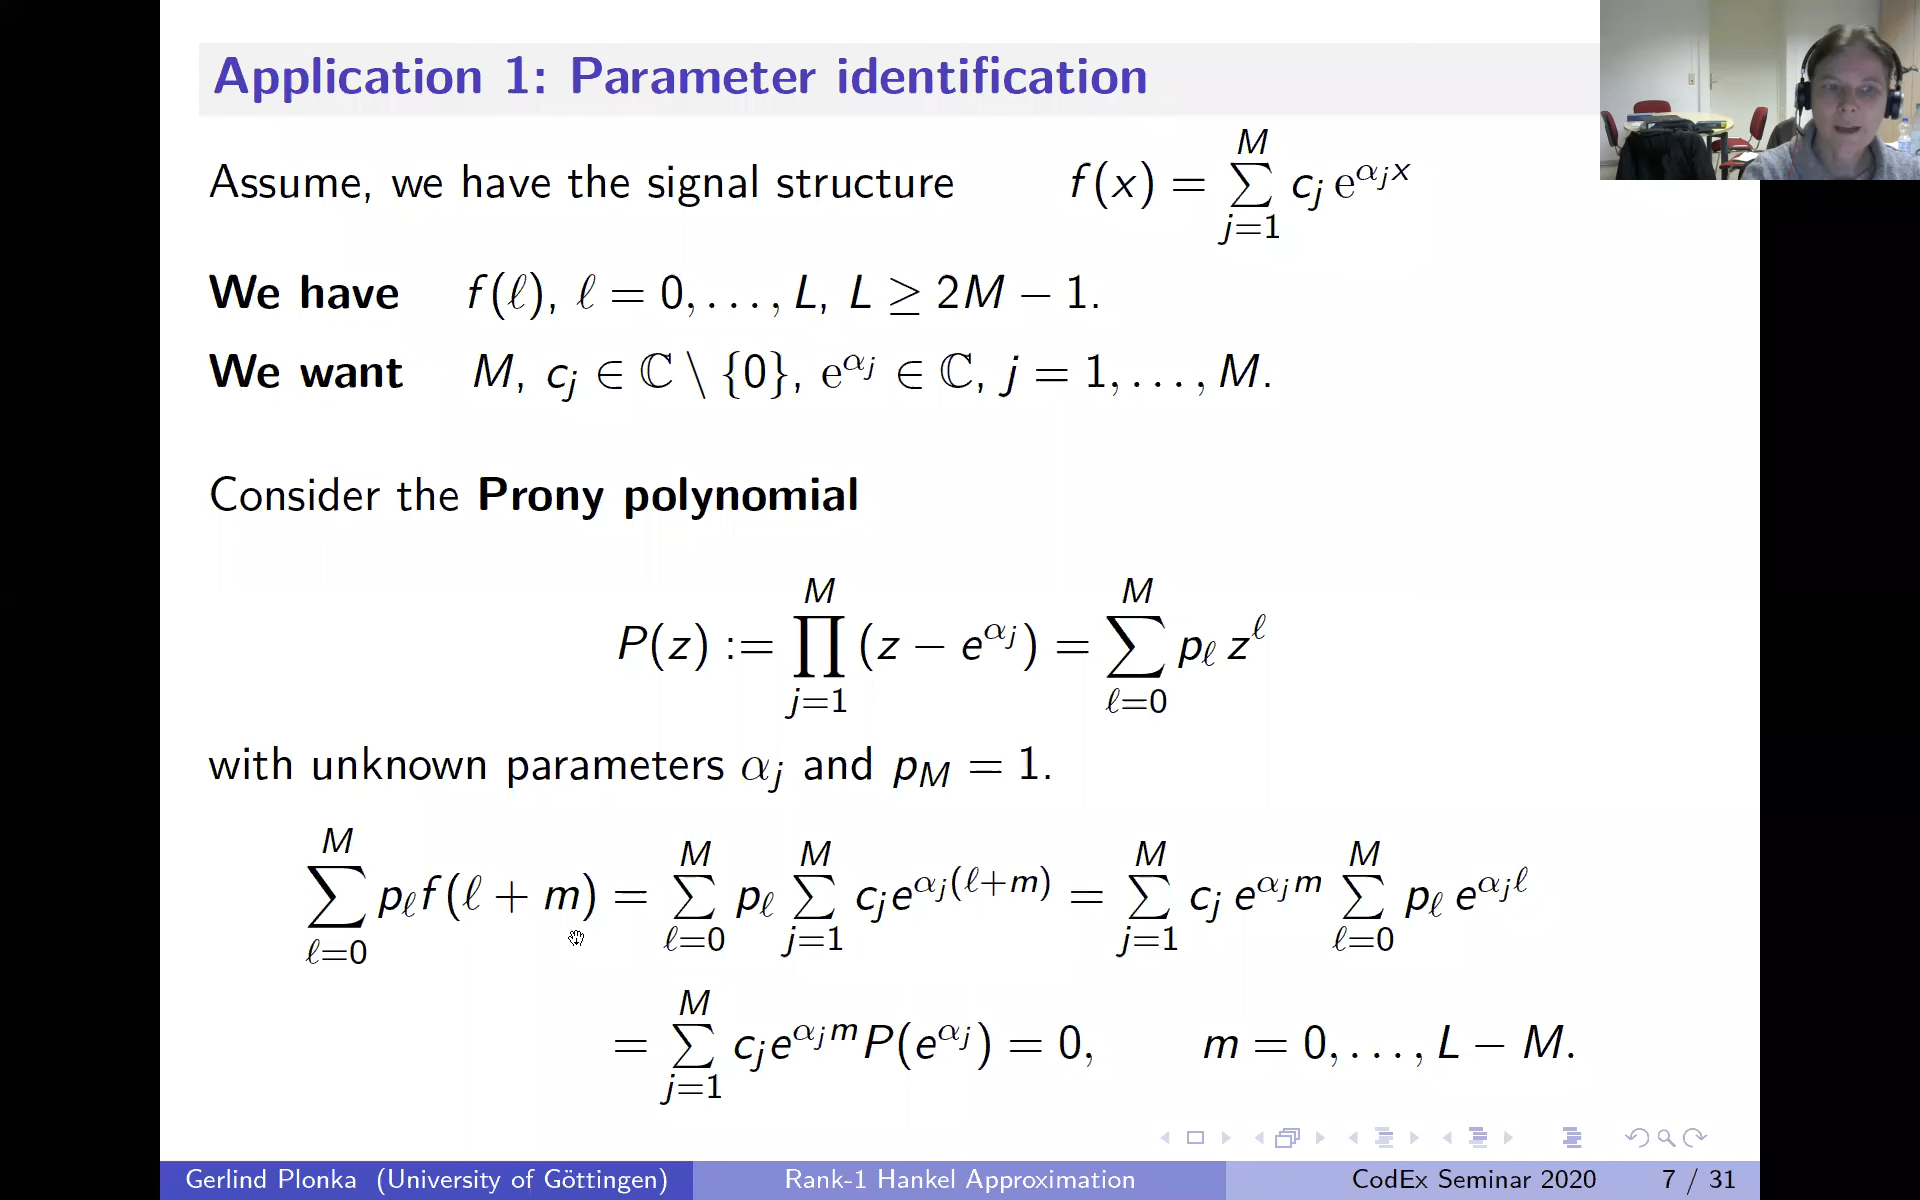 Application 1: Parameter identification
Assume, we have the signal structure f(x) = ∑_{j=1}^{M} c_j e^{α_j x}
We have f(ℓ), ℓ = 0, . . . , L, L ≥ 2M − 1.
We want M, c_j ∈ ℂ \ {0}, e^{α_j} ∈ ℂ, j = 1, . . . , M.
Consider the Prony polynomial
P(z) := ∏_{j=1}^{M} (z − e^{α_j}) = ∑_{ℓ=0}^{M} p_ℓ z^ℓ
with unknown parameters α_j and p_M = 1.
∑_{ℓ=0}^{M} p_ℓ f(ℓ + m) = ∑_{ℓ=0}^{M} p_ℓ ∑_{j=1}^{M} c_j e^{α_j(ℓ+m)} = ∑_{j=1}^{M} c_j e^{α_j m} ∑_{ℓ=0}^{M} p_ℓ e^{α_j ℓ}
= ∑_{j=1}^{M} c_j e^{α_j m} P(e^{α_j}) = 0, m = 0, . . . , L − M.
Gerlind Plonka (University of Göttingen) Rank-1 Hankel Approximation CodEx Seminar 2020 7 / 31